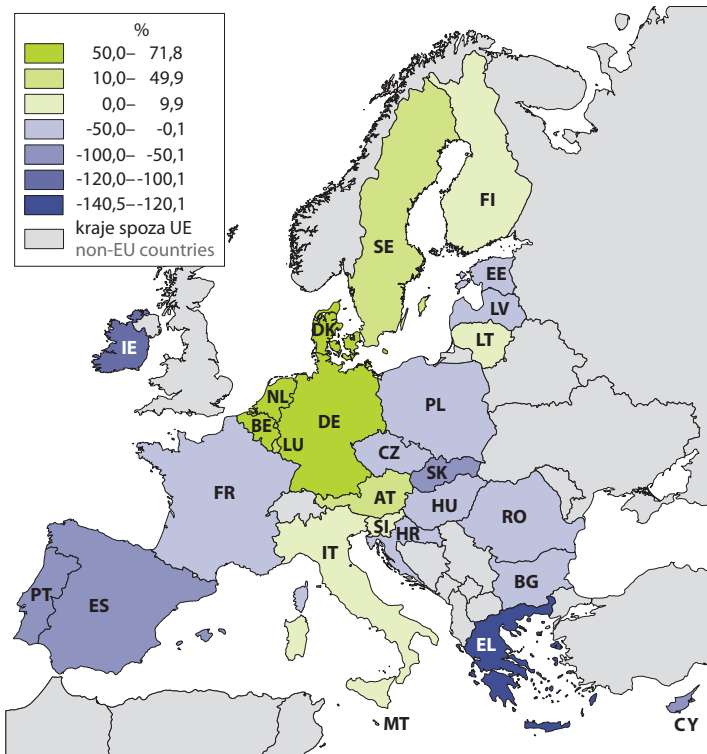 %
50,0– 71,8
10,0– 49,9
0,0– 9,9
-50,0– -0,1
-100,0– -50,1
-120,0–-100,1
-140,5–-120,1
kraje spoza UE
non-EU countries
FI
SE
EE
LV
DK
LT
IE
NL
DE
PL
BE
LU
CZ
SK
FR
AT
HU
RO
SI
HR
IT
BG
PT
ES
EL
MT
CY